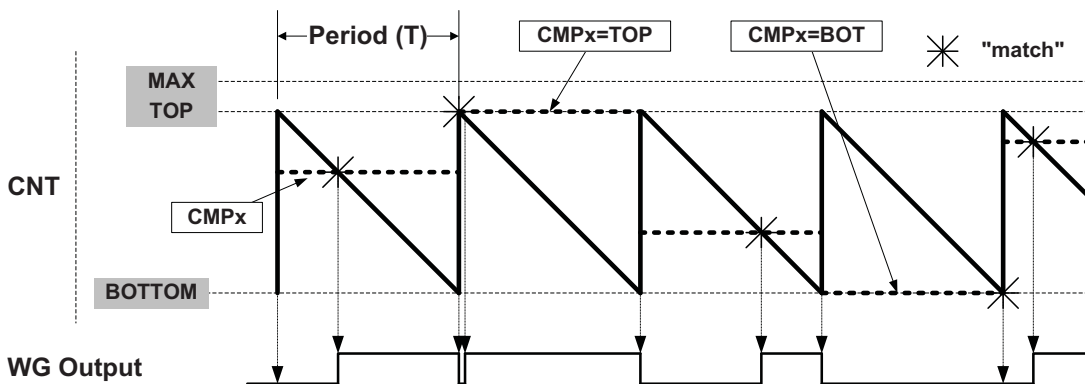 Period (T)
CMPx=TOP
CMPx=BOT
"match"
MAX
TOP
CNT
CMPx
BOTTOM
WG Output